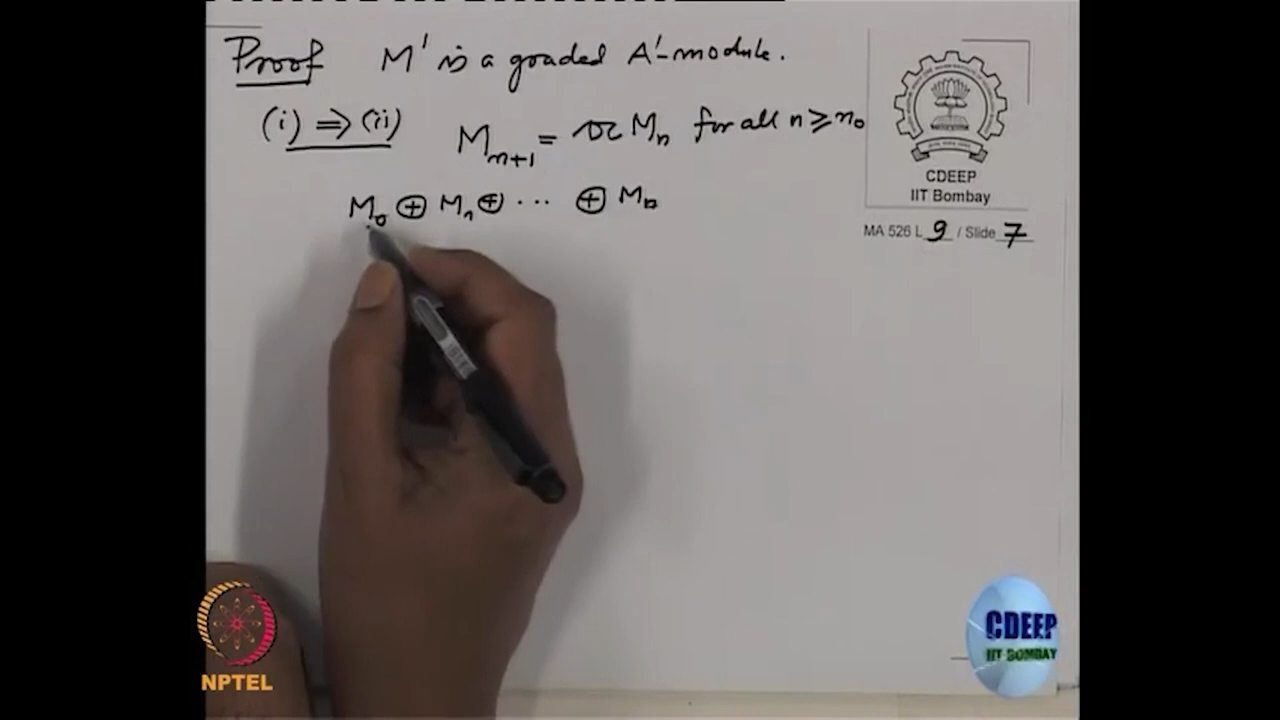 Proof M' is a graded A'-module.
(i) ⇒ (ii) M_{n+1} = 𝔞 M_n for all n ≥ n_0
M_0 ⊕ M_1 ⊕ ⋯ ⊕ M_n
CDEEP
IIT Bombay
MA 526 L 9 / Slide 7
NPTEL
CDEEP
IIT BOMBAY